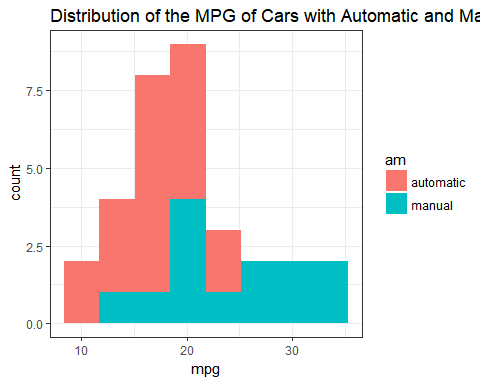 Distribution of the MPG of Cars with Automatic and Ma
7.5
5.0
2.5
0.0
count
10 20 30
mpg
am
automatic
manual